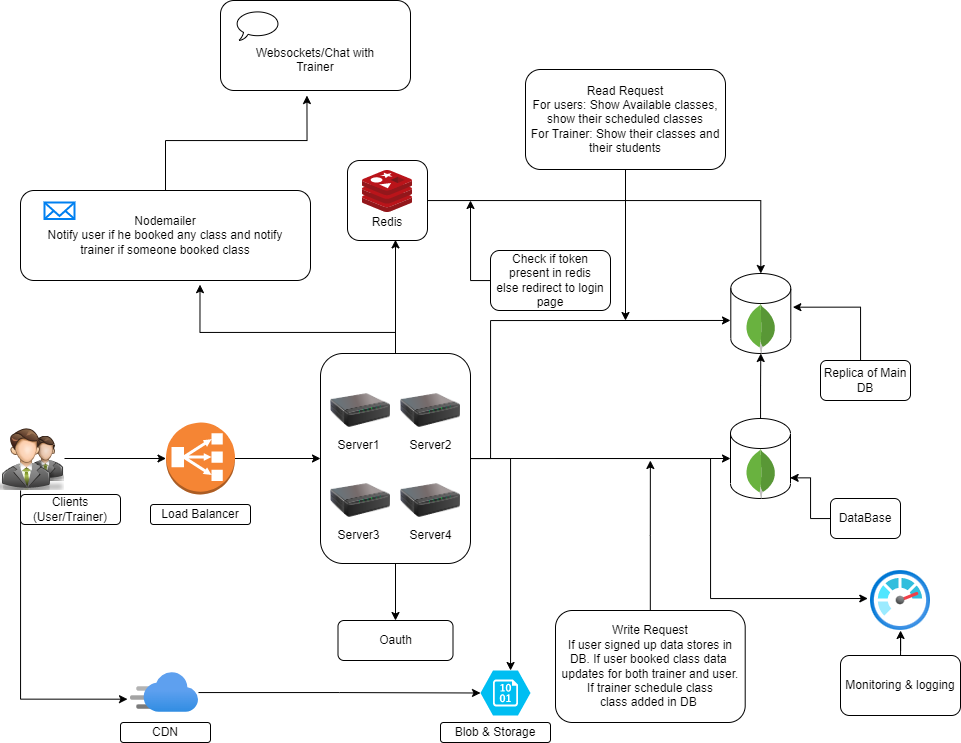 Websockets/Chat with
Trainer
Read Request
For users: Show Available classes,
show their scheduled classes
For Trainer: Show their classes and
their students
Redis
Nodemailer
Notify user if he booked any class and notify
trainer if someone booked class
Check if token
present in redis
else redirect to login
page
Replica of Main
DB
Server1
Server2
Clients
(User/Trainer)
Load Balancer
Server3
Server4
DataBase
Oauth
Write Request
If user signed up data stores in
DB. If user booked class data
updates for both trainer and user.
If trainer schedule class
class added in DB
Monitoring & logging
10
01
CDN
Blob & Storage